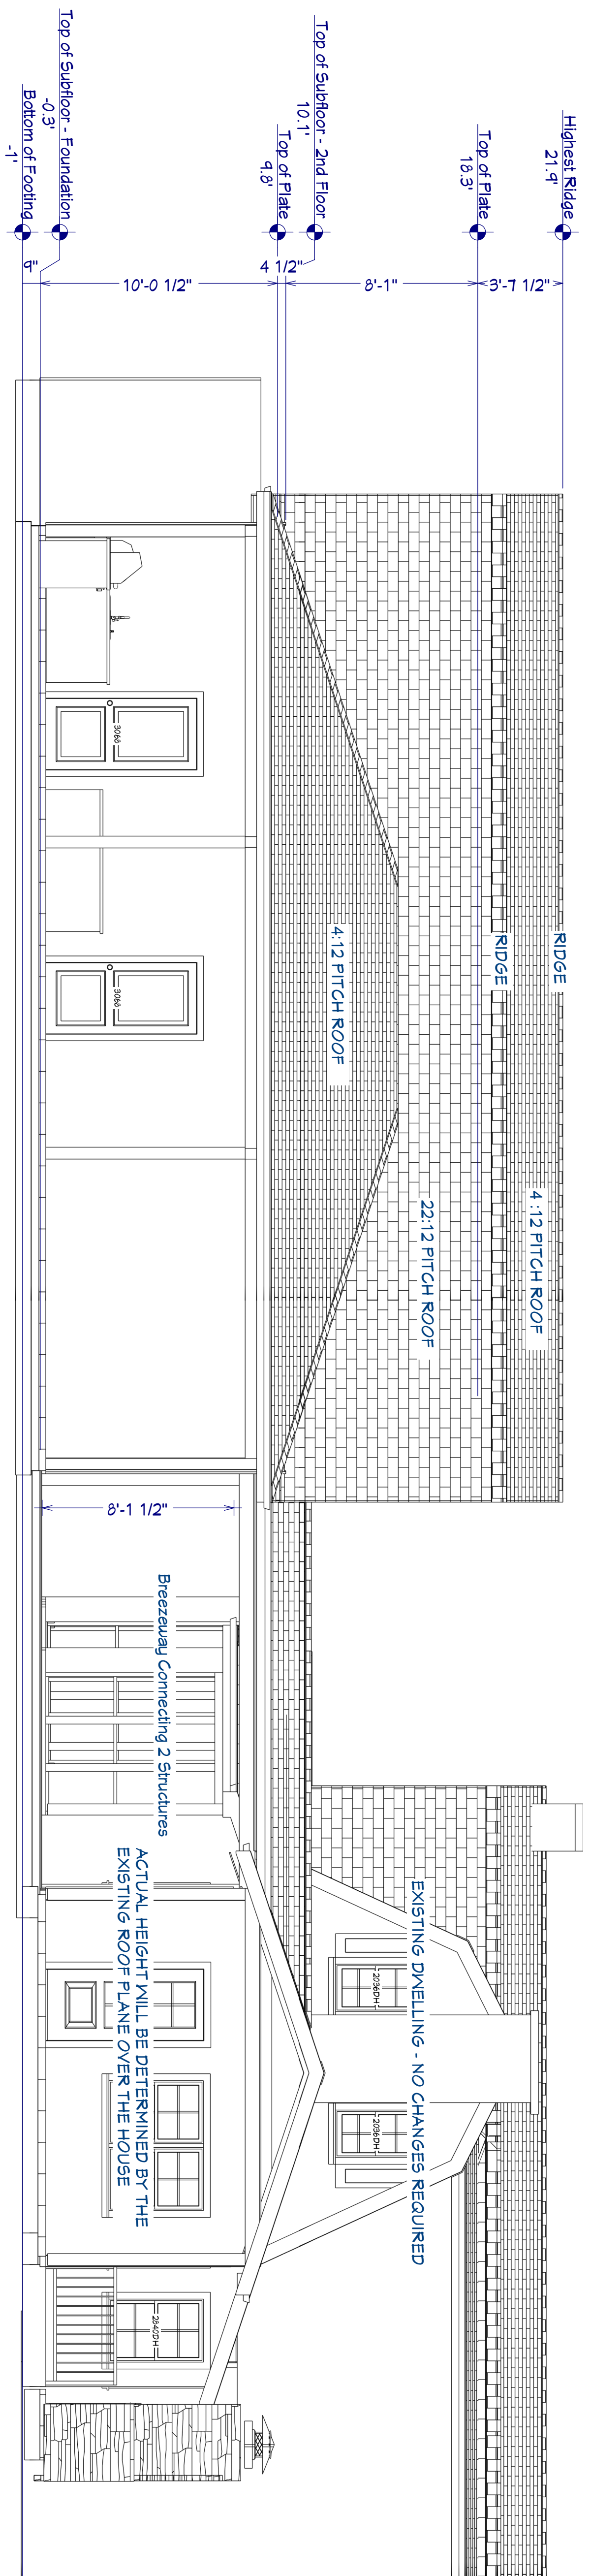 Highest Ridge
21.9'
Top of Plate
18.3'
Top of Subfloor - 2nd Floor
10.1'
Top of Plate
9.8'
Top of Subfloor - Foundation
-0.3'
Bottom of Footing
-1'
3'-7 1/2"
8'-1"
4 1/2"
10'-0 1/2"
9"
RIDGE
RIDGE
4 :12 PITCH ROOF
22:12 PITCH ROOF
4:12 PITCH ROOF
3068
3068
8'-1 1/2"
Breezeway Connecting 2 Structures
EXISTING DWELLING - NO CHANGES REQUIRED
2036DH
2036DH
ACTUAL HEIGHT WILL BE DETERMINED BY THE
EXISTING ROOF PLANE OVER THE HOUSE
2840DH